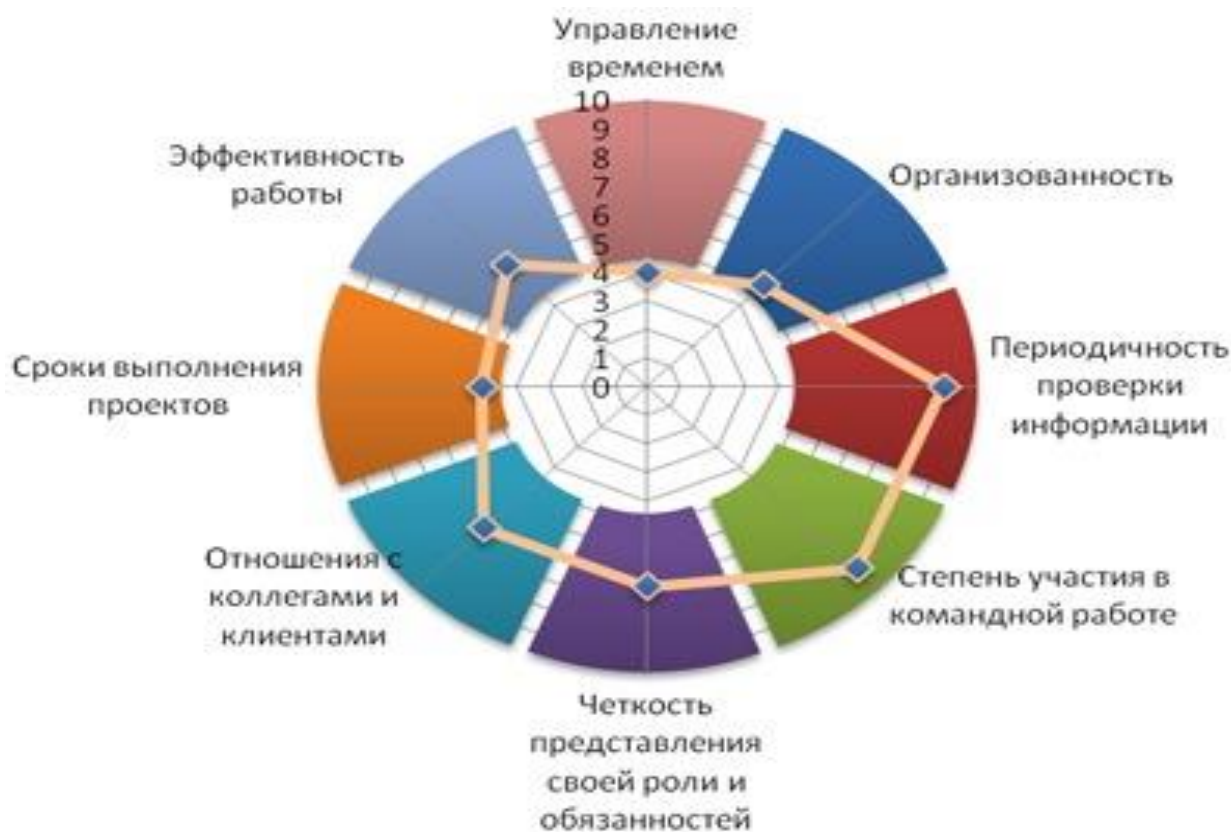 Управление
временем
10
9
8
7
6
5
4
3
2
1
0
Организованность
Периодичность
проверки
информации
Степень участия в
командной работе
Четкость
представления
своей роли и
обязанностей
Отношения с
коллегами и
клиентами
Сроки выполнения
проектов
Эффективность
работы